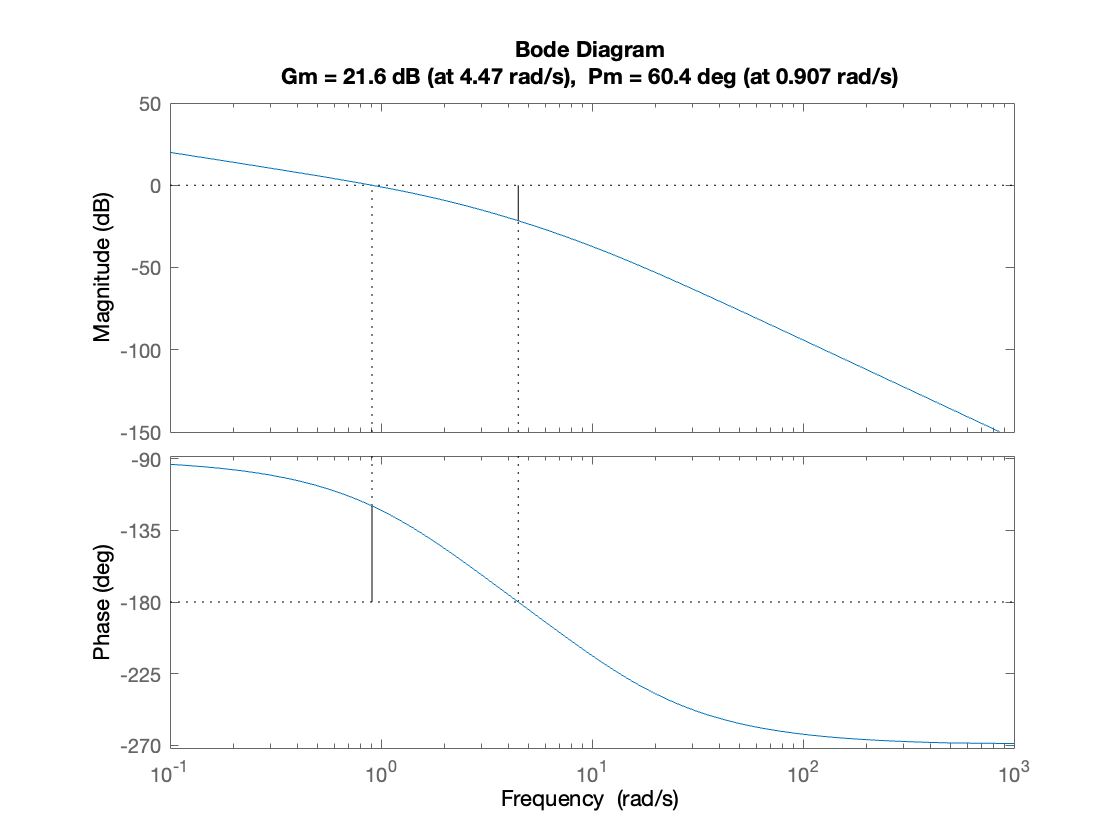 Bode Diagram
Gm = 21.6 dB (at 4.47 rad/s),  Pm = 60.4 deg (at 0.907 rad/s)
50
0
-50
-100
-150
Magnitude (dB)
-90
-135
-180
-225
-270
Phase (deg)
10^-1 10^0 10^1 10^2 10^3
Frequency  (rad/s)